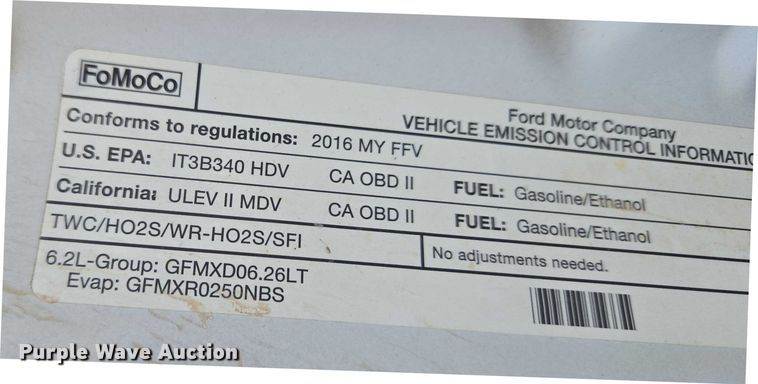 FoMoCo
Ford Motor Company
VEHICLE EMISSION CONTROL INFORMATIO
Conforms to regulations: 2016 MY FFV
U.S. EPA: IT3B340 HDV CA OBD II FUEL: Gasoline/Ethanol
California: ULEV II MDV CA OBD II FUEL: Gasoline/Ethanol
TWC/HO2S/WR-HO2S/SFI
No adjustments needed.
6.2L-Group: GFMXD06.26LT
Evap: GFMXR0250NBS
Purple Wave Auction